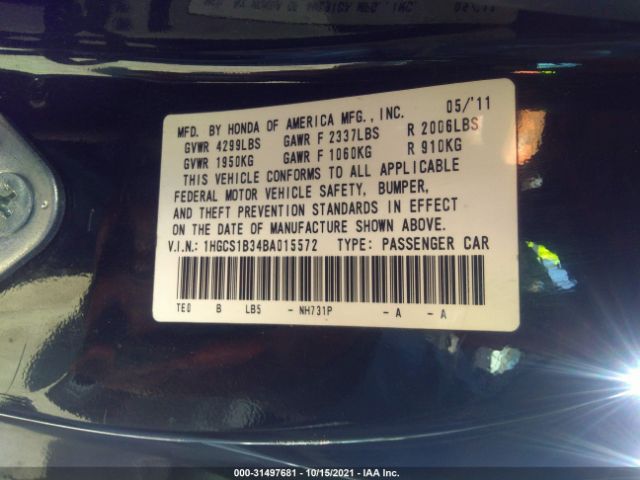 MFD. BY HONDA OF AMERICA MFG., INC. 05/'11
GVWR 4299LBS GAWR F 2337LBS R 2006LBS
GVWR 1950KG GAWR F 1060KG R 910KG
THIS VEHICLE CONFORMS TO ALL APPLICABLE
FEDERAL MOTOR VEHICLE SAFETY, BUMPER,
AND THEFT PREVENTION STANDARDS IN EFFECT
ON THE DATE OF MANUFACTURE SHOWN ABOVE.
V.I.N.: 1HGCS1B34BA015572 TYPE: PASSENGER CAR
TE0 B LB5 - NH731P - A - A
000-31497681 - 10/15/2021 - IAA Inc.